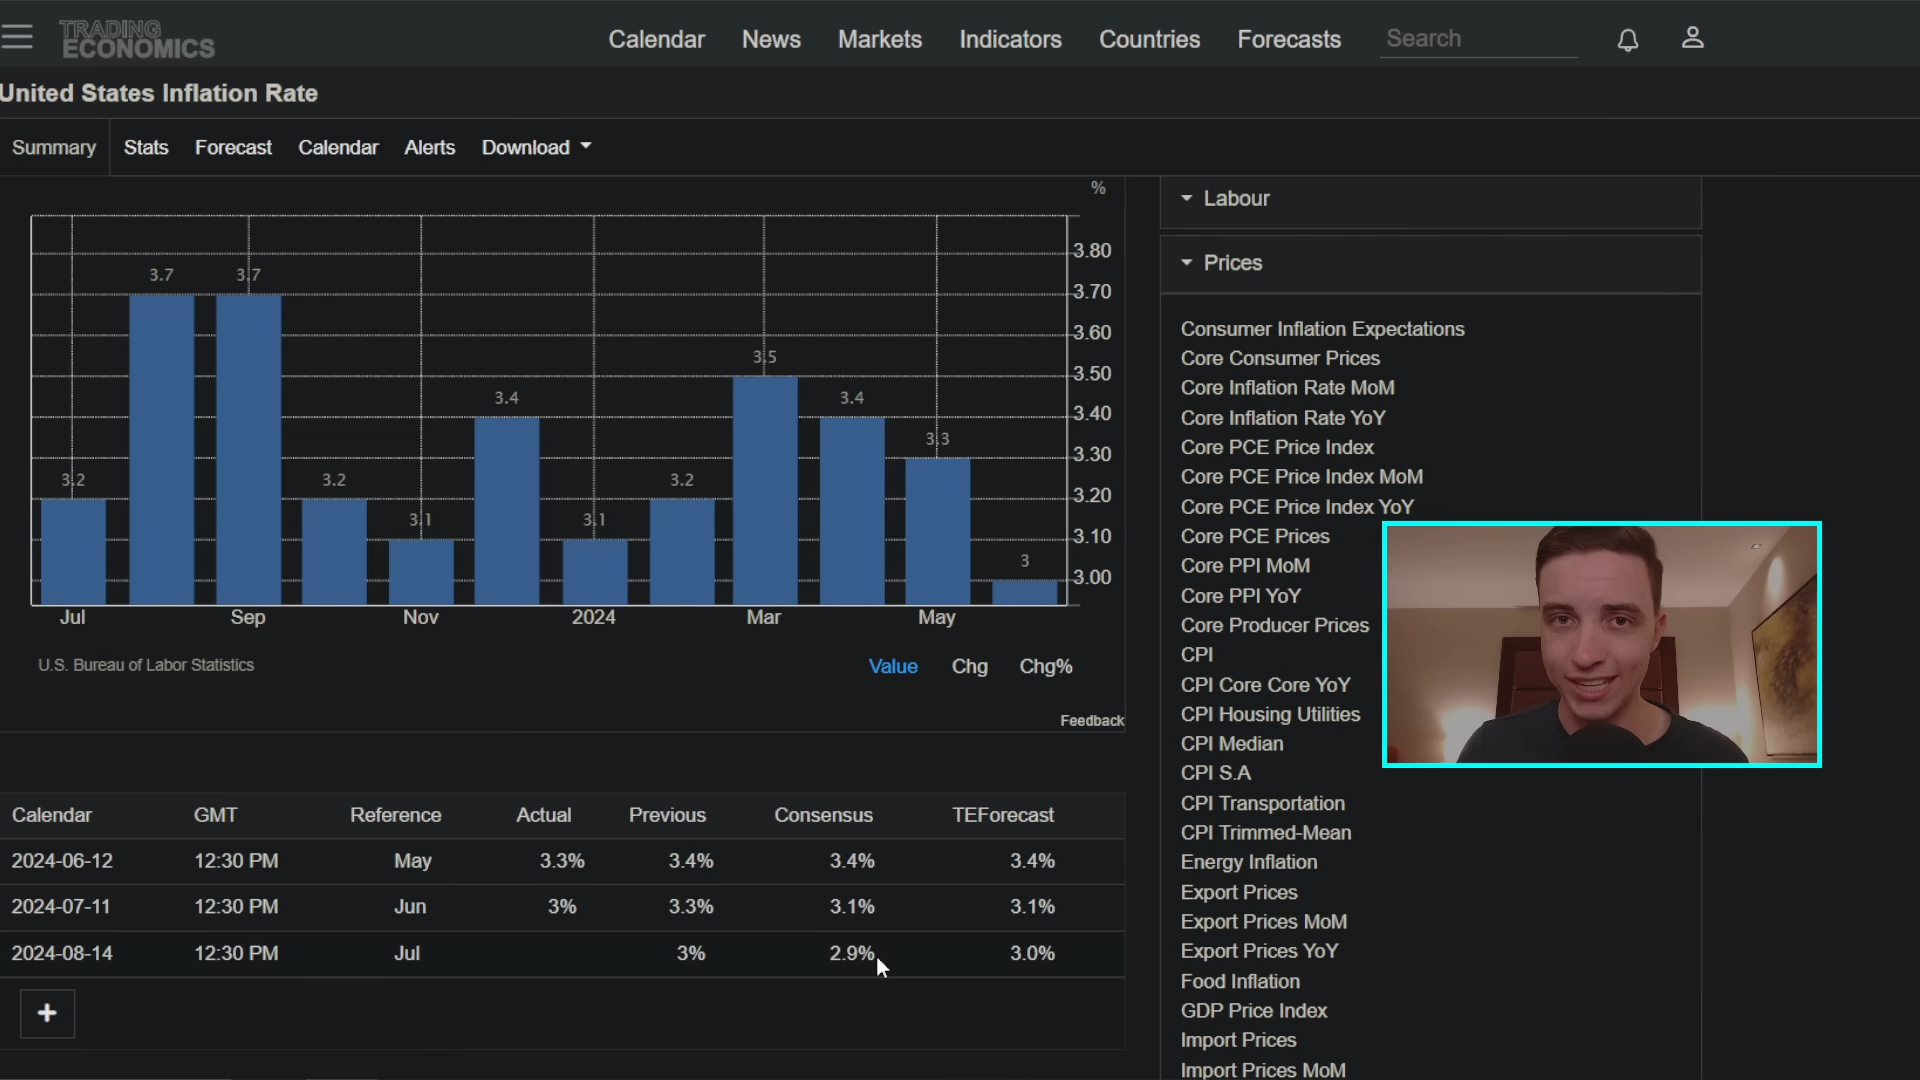 TRADING
ECONOMICS
Calendar News Markets Indicators Countries Forecasts Search
United States Inflation Rate
Summary Stats Forecast Calendar Alerts Download
%
3.80
3.70
3.60
3.50
3.40
3.30
3.20
3.10
3.00
3.2 3.7 3.7 3.2 3.1 3.4 3.1 3.2 3.5 3.4 3.3 3
Jul Sep Nov 2024 Mar May
U.S. Bureau of Labor Statistics
Value Chg Chg%
Feedback
Calendar GMT Reference Actual Previous Consensus TEForecast
2024-06-12 12:30 PM May 3.3% 3.4% 3.4% 3.4%
2024-07-11 12:30 PM Jun 3% 3.3% 3.1% 3.1%
2024-08-14 12:30 PM Jul 3% 2.9% 3.0%
+
Labour
Prices
Consumer Inflation Expectations
Core Consumer Prices
Core Inflation Rate MoM
Core Inflation Rate YoY
Core PCE Price Index
Core PCE Price Index MoM
Core PCE Price Index YoY
Core PCE Prices
Core PPI MoM
Core PPI YoY
Core Producer Prices
CPI
CPI Core Core YoY
CPI Housing Utilities
CPI Median
CPI S.A
CPI Transportation
CPI Trimmed-Mean
Energy Inflation
Export Prices
Export Prices MoM
Export Prices YoY
Food Inflation
GDP Price Index
Import Prices
Import Prices MoM